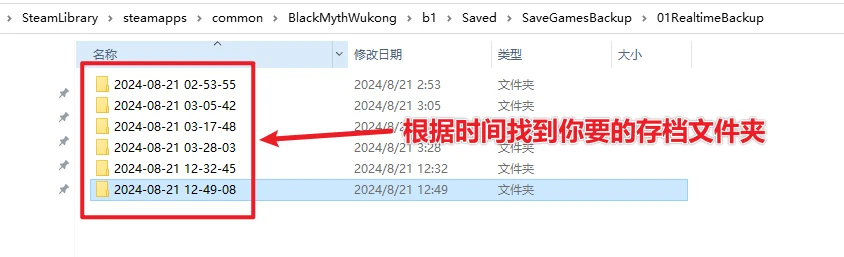 SteamLibrary > steamapps > common > BlackMythWukong > b1 > Saved > SaveGamesBackup > 01RealtimeBackup
名称 修改日期 类型 大小
2024-08-21 02-53-55 2024/8/21 2:53 文件夹
2024-08-21 03-05-42 2024/8/21 3:05 文件夹
2024-08-21 03-17-48 2024/8/2
根据时间找到你要的存档文件夹
2024-08-21 03-28-03 2024/8/21 3:28 文件夹
2024-08-21 12-32-45 2024/8/21 12:32 文件夹
2024-08-21 12-49-08 2024/8/21 12:49 文件夹